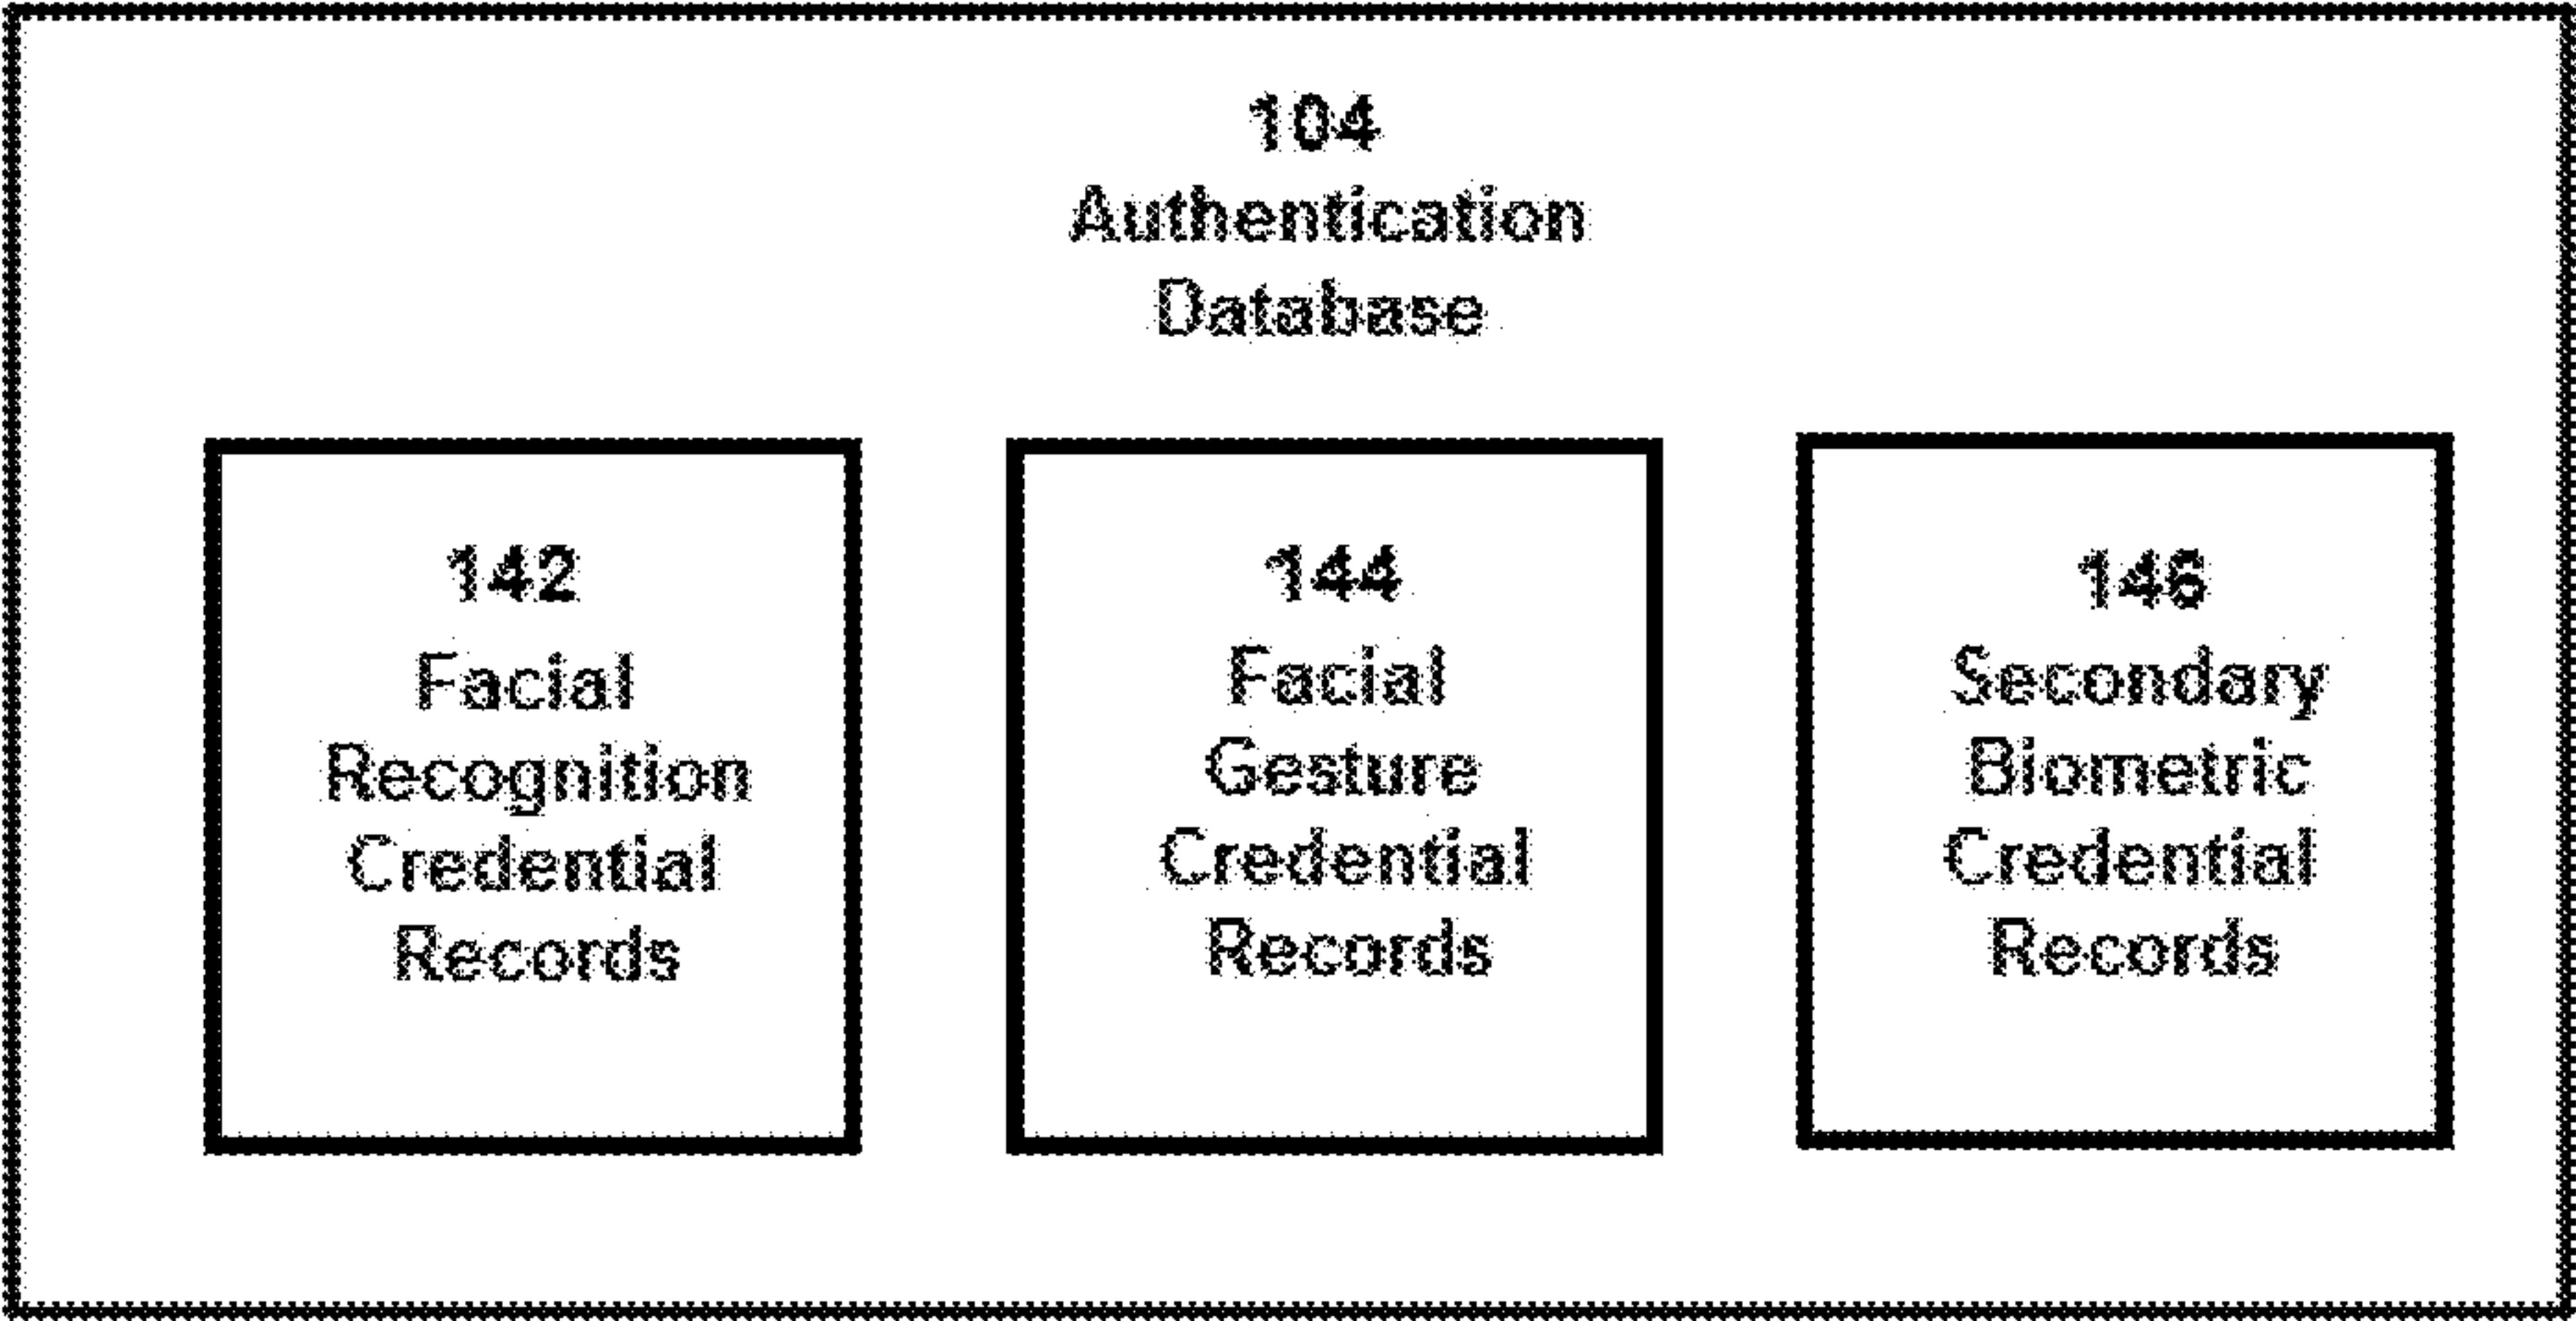 104
Authentication
Database
142
Facial
Recognition
Credential
Records
144
Facial
Gesture
Credential
Records
146
Secondary
Biometric
Credential
Records